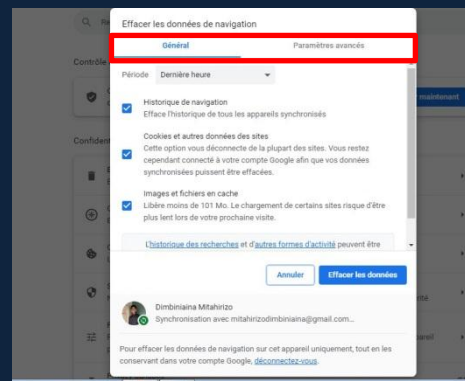 Effacer les données de navigation
Général Paramètres avancés
Contrôle
Période Dernière heure
Historique de navigation
Efface l'historique de tous les appareils synchronisés
maintenant
Cookies et autres données des sites
Cette option vous déconnecte de la plupart des sites. Vous restez
cependant connecté à votre compte Google afin que vos données
synchronisées puissent être effacées.
Confident
Images et fichiers en cache
Libère moins de 101 Mo. Le chargement de certains sites risque d'être
plus lent lors de votre prochaine visite.
L'historique des recherches et d'autres formes d'activité peuvent être
Annuler Effacer les données
Dimbiniaina Mitahirizo
Synchronisation avec mitahirizodimbiniaina@gmail.com...
Pour effacer les données de navigation sur cet appareil uniquement, tout en les
conservant dans votre compte Google, déconnectez-vous.